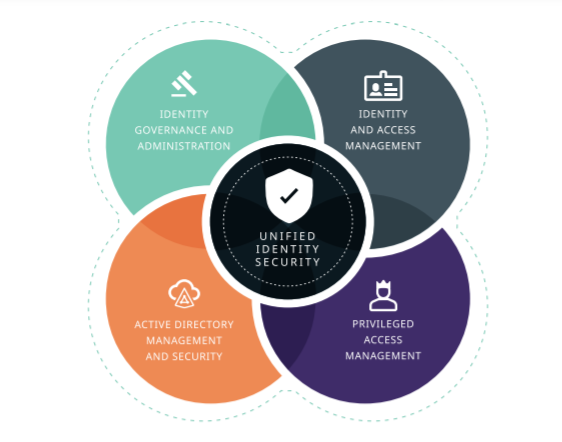 IDENTITY
GOVERNANCE AND
ADMINISTRATION
IDENTITY
AND ACCESS
MANAGEMENT
UNIFIED
IDENTITY
SECURITY
ACTIVE DIRECTORY
MANAGEMENT
AND SECURITY
PRIVILEGED
ACCESS
MANAGEMENT